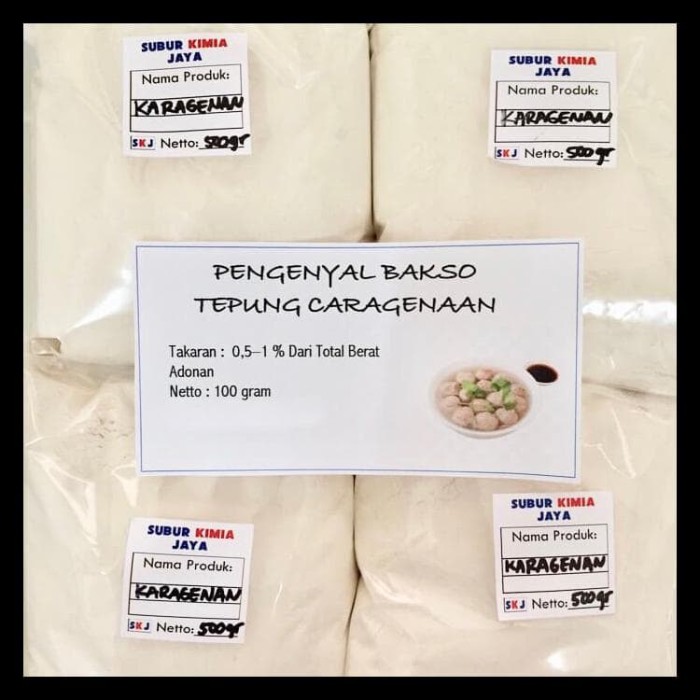 SUBUR KIMIA
JAYA
Nama Produk:
KARAGENAN
SKJ Netto: 500gr
SUBUR KIMIA
JAYA
Nama Produk:
KARAGENAN
SKJ Netto: 500gr
PENGENYAL BAKSO
TEPUNG CARAGENAAN
Takaran : 0,5–1 % Dari Total Berat
Adonan
Netto : 100 gram
SUBUR KIMIA
JAYA
Nama Produk:
KARAGENAN
SKJ Netto: 500gr
SUBUR KIMIA
JAYA
Nama Produk:
KARAGENAN
SKJ Netto: 500gr